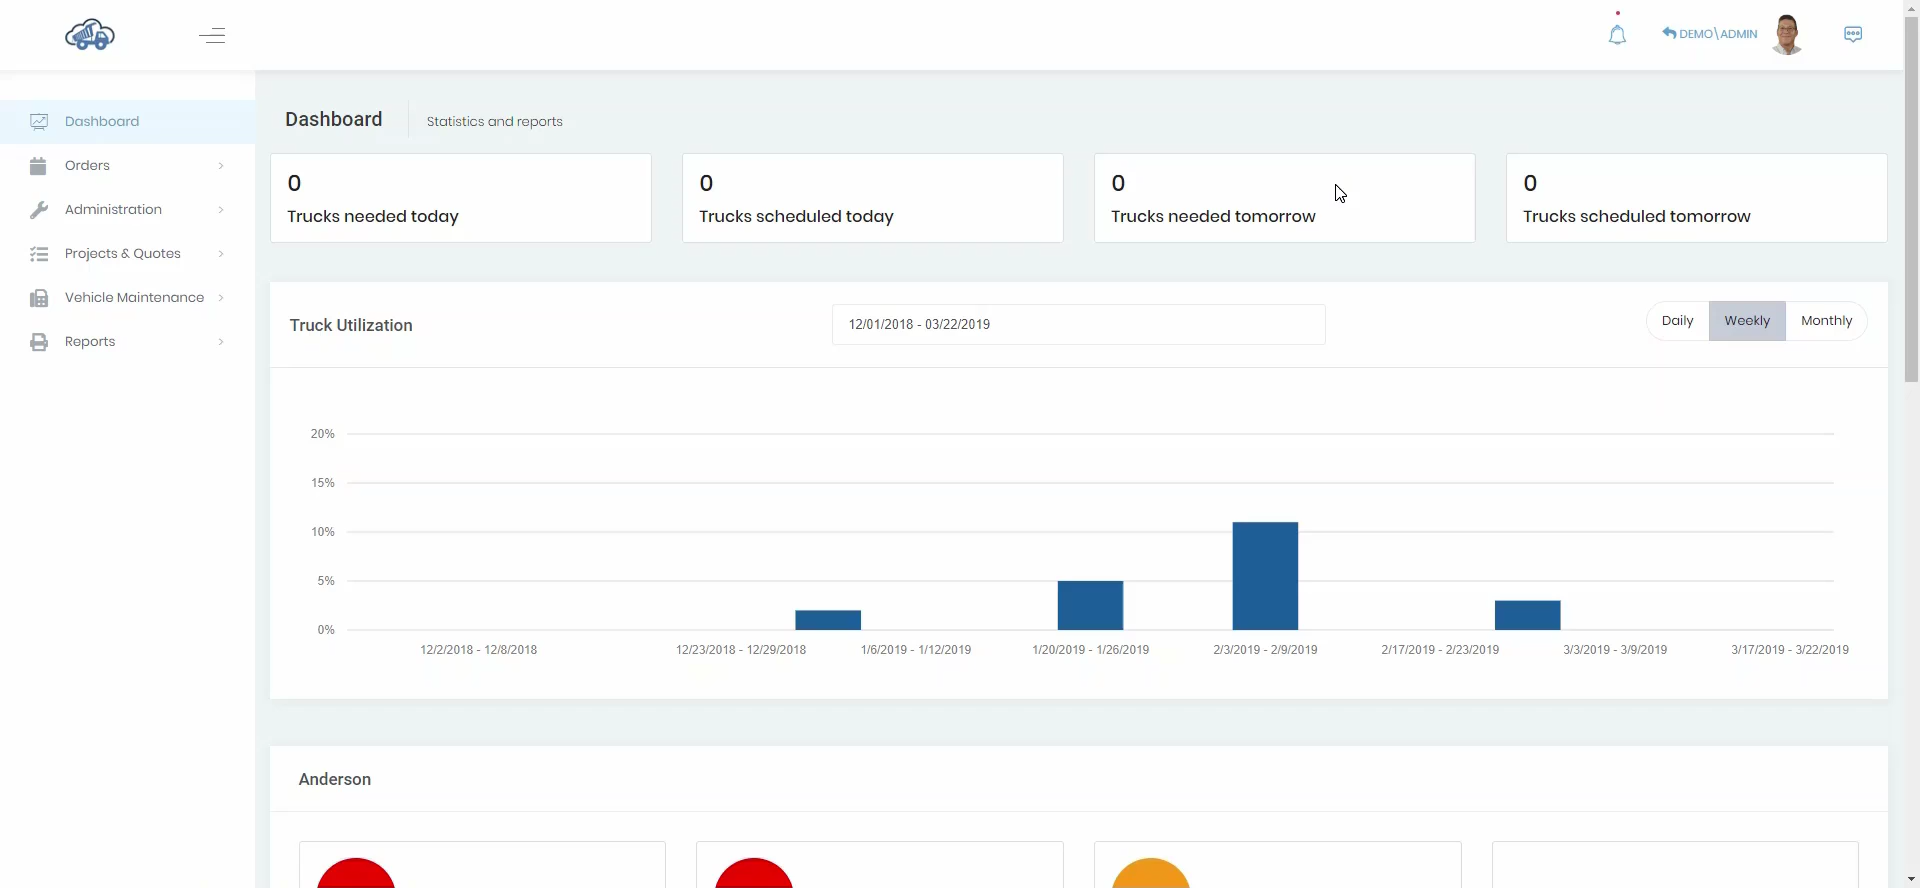 DEMO\ADMIN
Dashboard
Orders
Administration
Projects & Quotes
Vehicle Maintenance
Reports
Dashboard
Statistics and reports
0
Trucks needed today
0
Trucks scheduled today
0
Trucks needed tomorrow
0
Trucks scheduled tomorrow
Truck Utilization
12/01/2018 - 03/22/2019
Daily
Weekly
Monthly
20%
15%
10%
5%
0%
12/2/2018 - 12/8/2018
12/23/2018 - 12/29/2018
1/6/2019 - 1/12/2019
1/20/2019 - 1/26/2019
2/3/2019 - 2/9/2019
2/17/2019 - 2/23/2019
3/3/2019 - 3/9/2019
3/17/2019 - 3/22/2019
Anderson